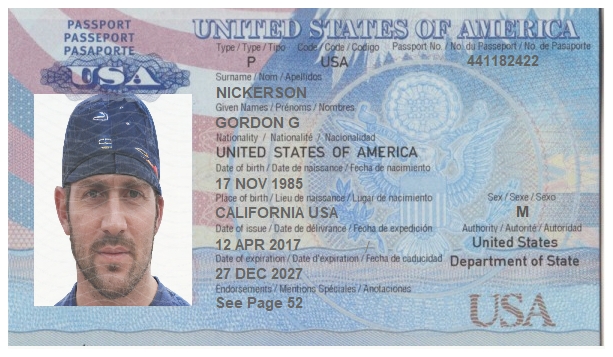 PASSPORT
PASSEPORT
PASAPORTE
USA
UNITED STATES OF AMERICA
Type / Type / Tipo Code / Code / Codigo Passport No. / No. du Passeport / No. de Pasaporte
P USA 441182422
Surname / Nom / Apellidos
NICKERSON
Given Names / Prénoms / Nombres
GORDON G
Nationality / Nationalité / Nacionalidad
UNITED STATES OF AMERICA
Date of birth / Date de naissance / Fecha de nacimiento
17 NOV 1985
Place of birth / Lieu de naissance / Lugar de nacimiento Sex / Sexe / Sexo
CALIFORNIA USA M
Date of issue / Date de délivrance / Fecha de expedición Authority / Autorité / Autoridad
12 APR 2017 United States
Date of expiration / Date d'expiration / Fecha de caducidad Department of State
27 DEC 2027
Endorsements / Mentions Spéciales / Anotaciones
See Page 52
USA